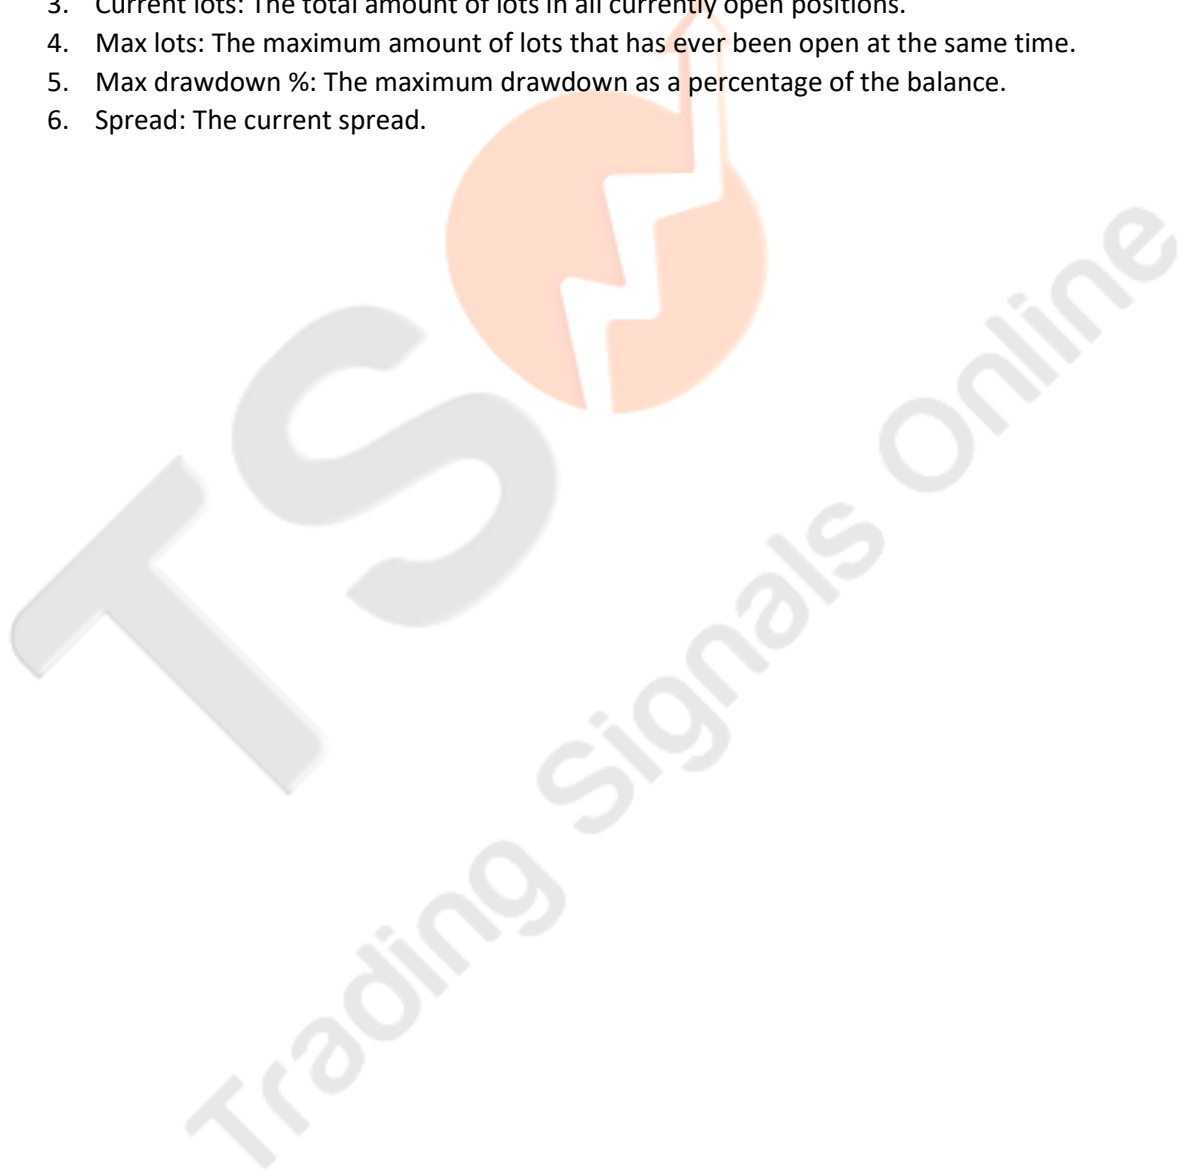 3. Current lots: The total amount of lots in all currently open positions.
4. Max lots: The maximum amount of lots that has ever been open at the same time.
5. Max drawdown %: The maximum drawdown as a percentage of the balance.
6. Spread: The current spread.
TS
Trading Signals Online